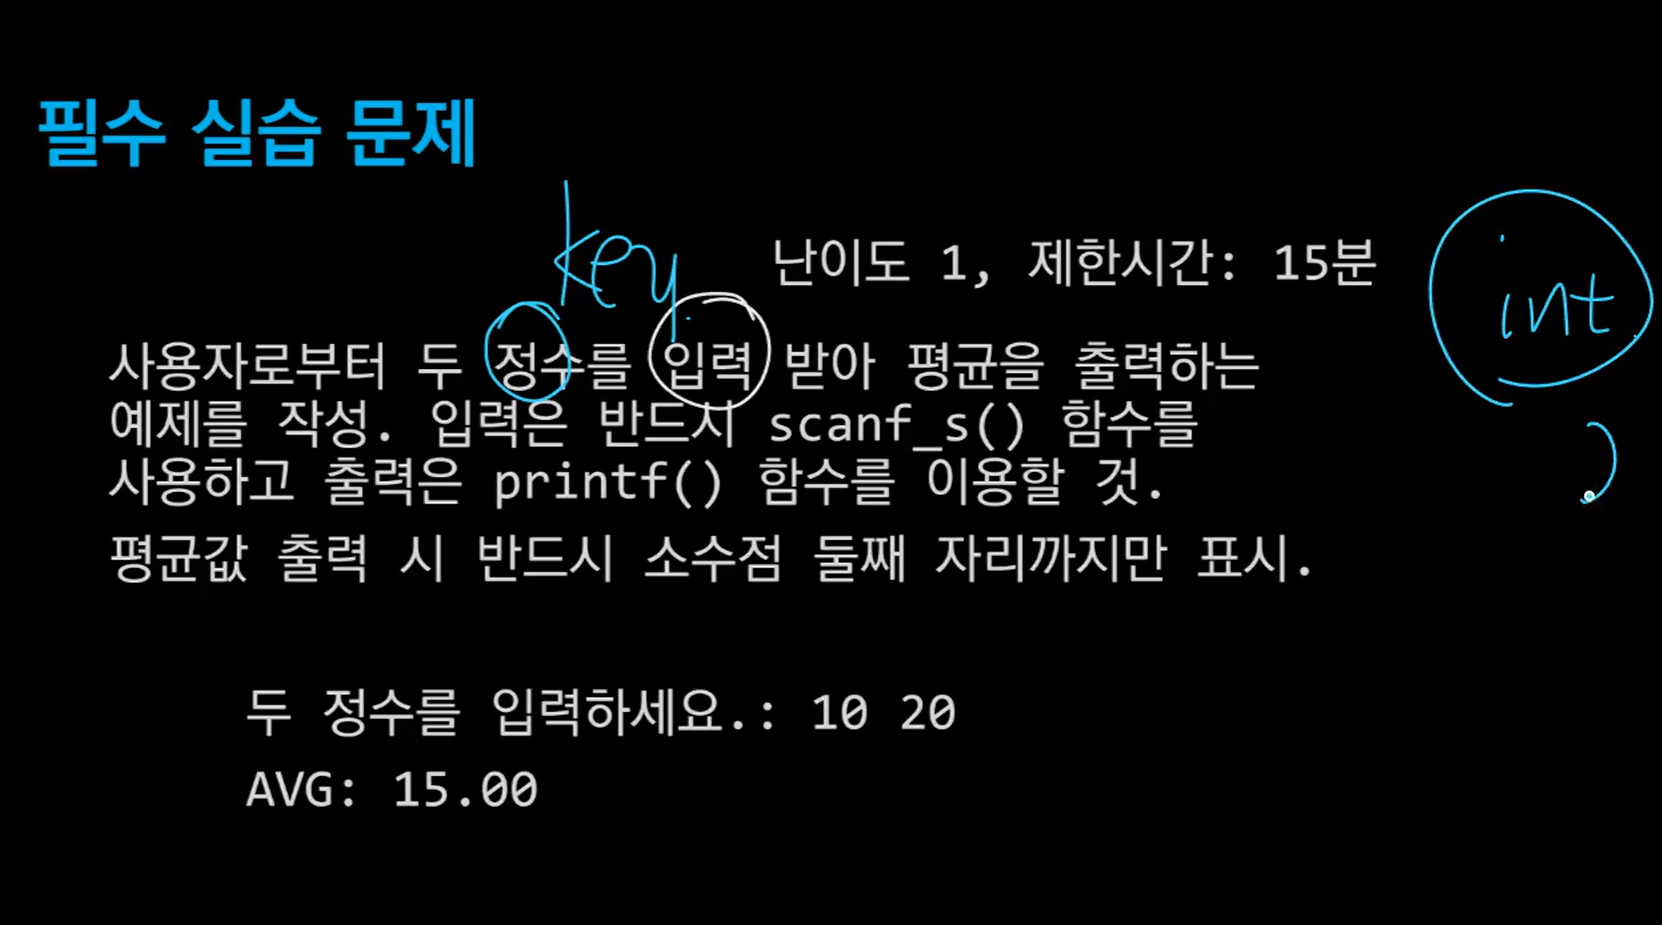 필수 실습 문제
key
난이도 1, 제한시간: 15분
int
사용자로부터 두 정수를 입력 받아 평균을 출력하는
예제를 작성. 입력은 반드시 scanf_s() 함수를
사용하고 출력은 printf() 함수를 이용할 것.
평균값 출력 시 반드시 소수점 둘째 자리까지만 표시.
두 정수를 입력하세요.: 10 20
AVG: 15.00